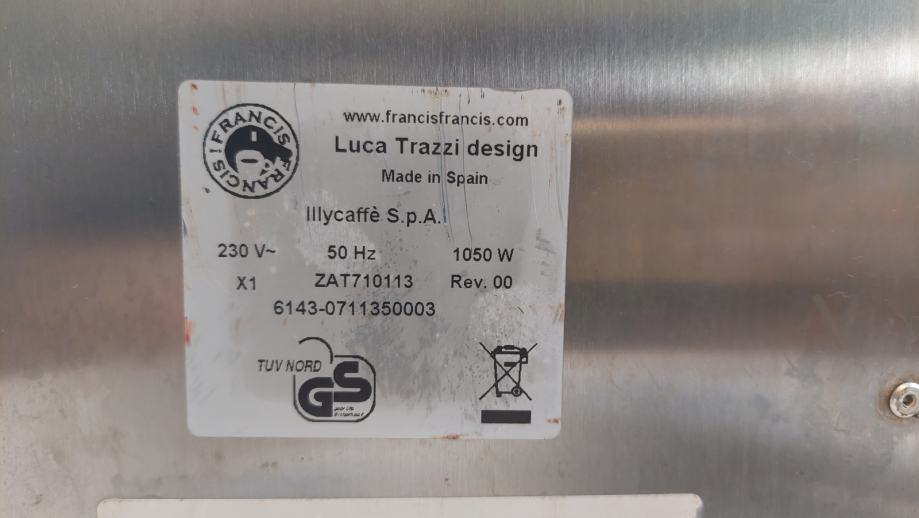 FRANCIS! FRANCIS!
www.francisfrancis.com
Luca Trazzi design
Made in Spain
Illycaffè S.p.A.
230 V~ 50 Hz 1050 W
X1 ZAT710113 Rev. 00
6143-0711350003
TUV NORD
GS